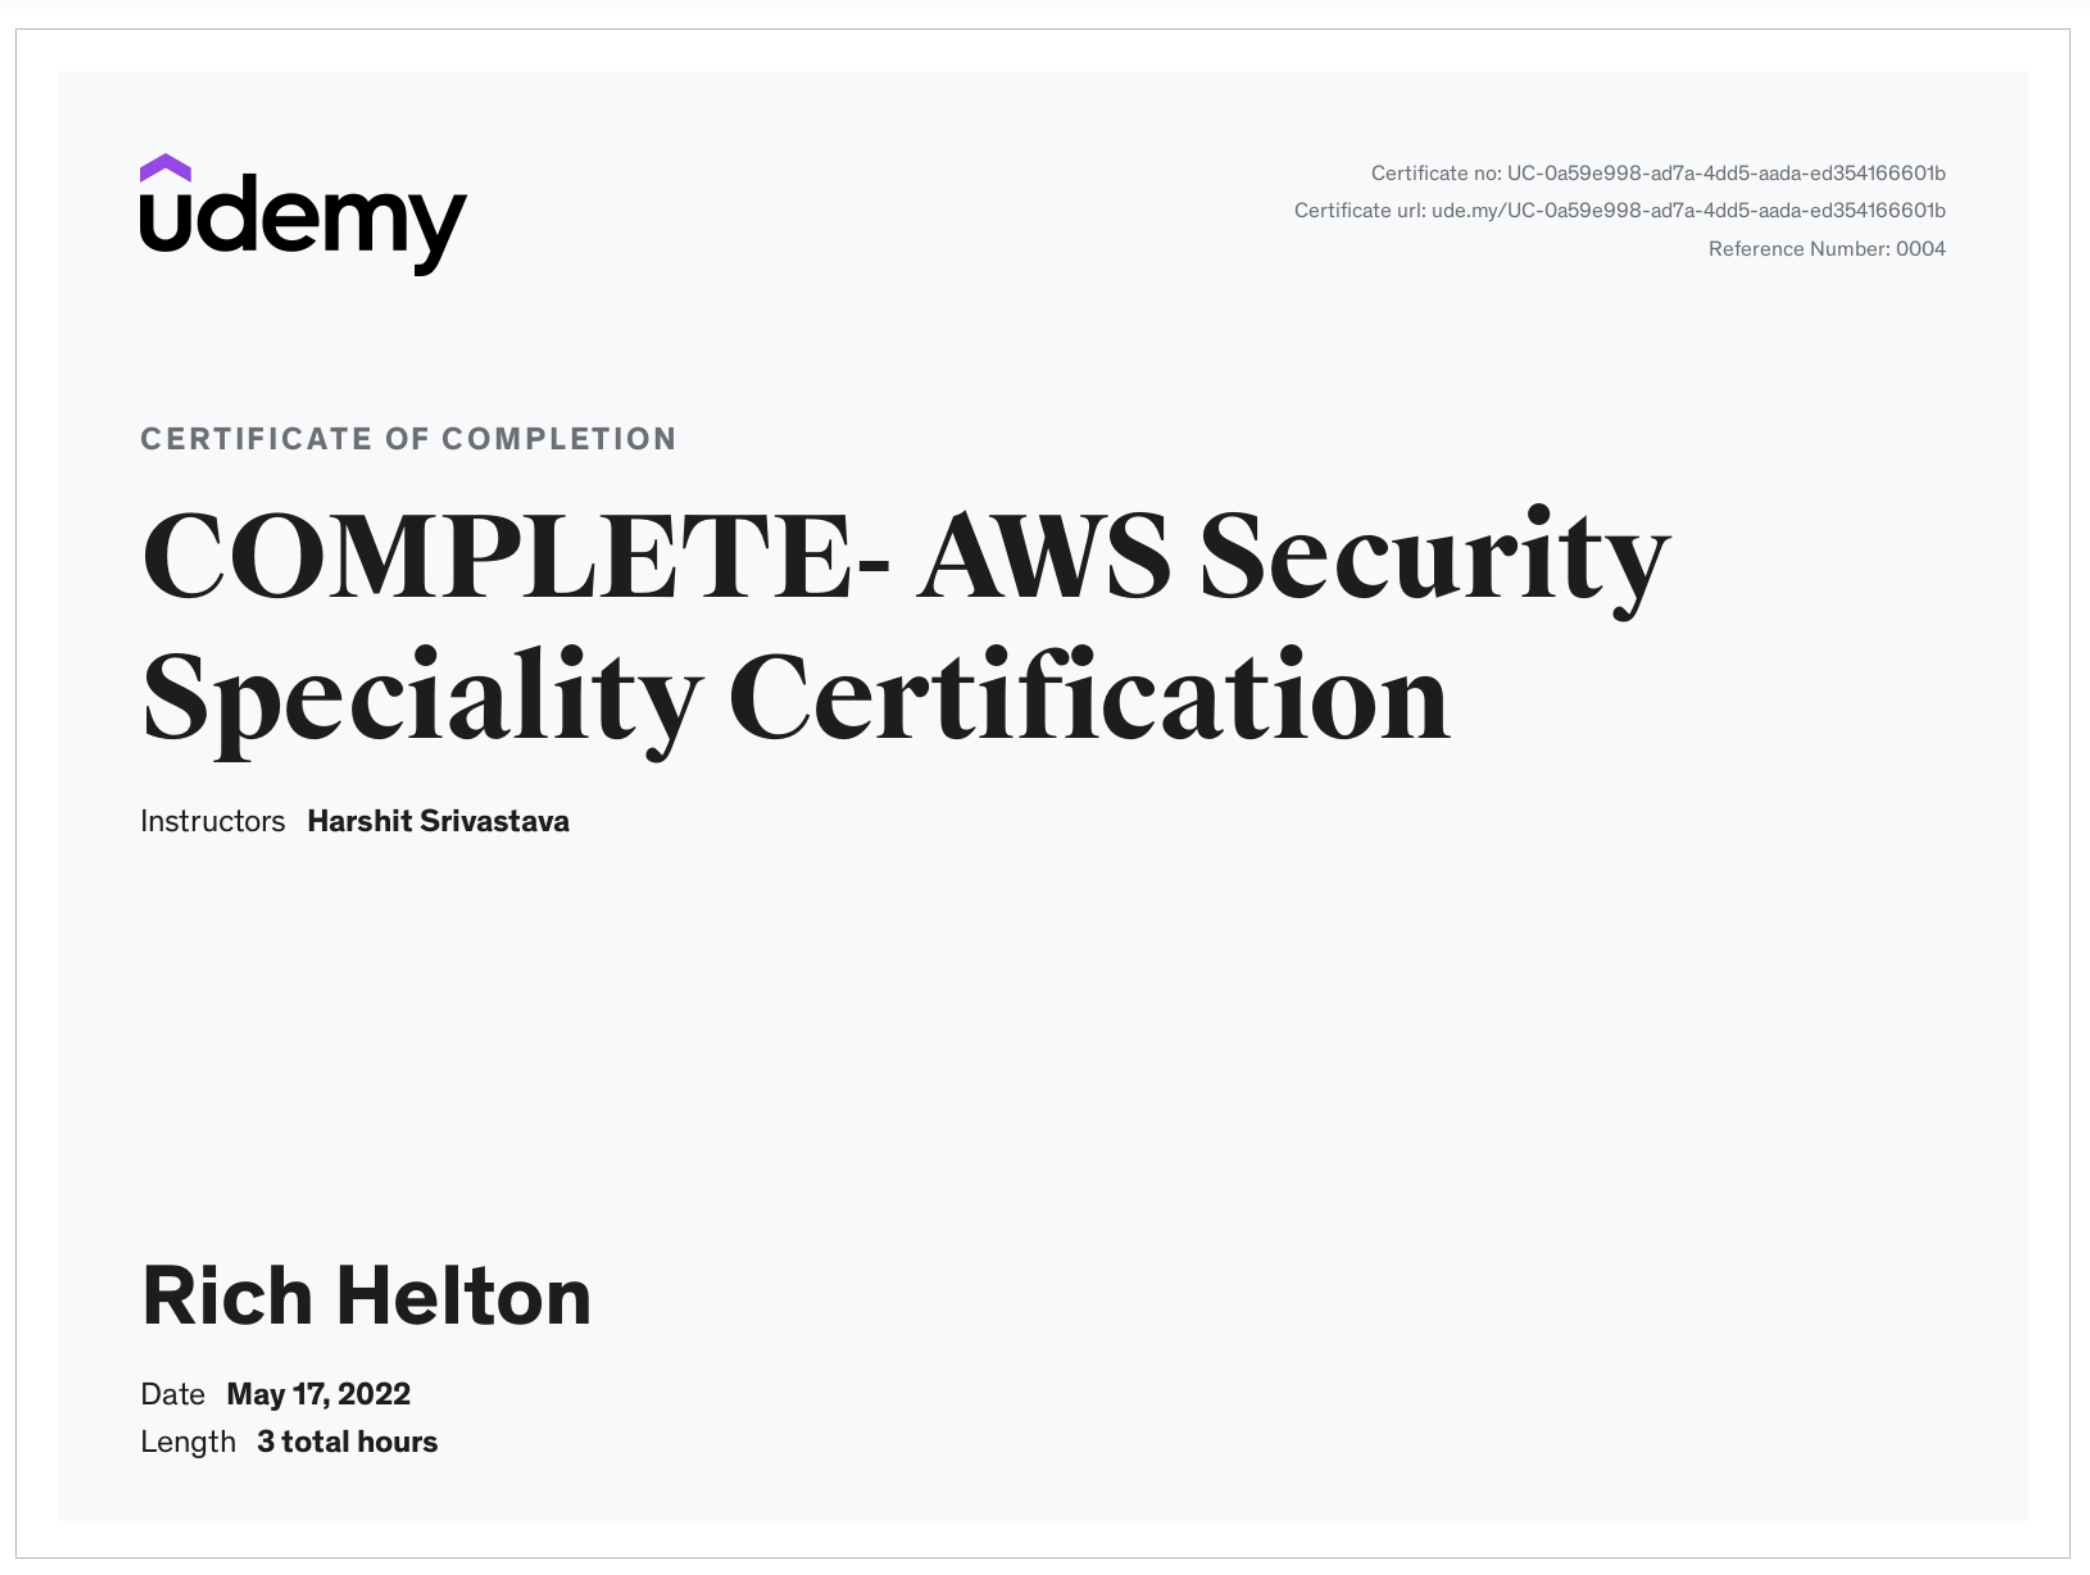 udemy
Certificate no: UC-0a59e998-ad7a-4dd5-aada-ed354166601b
Certificate url: ude.my/UC-0a59e998-ad7a-4dd5-aada-ed354166601b
Reference Number: 0004
CERTIFICATE OF COMPLETION
COMPLETE- AWS Security
Speciality Certification
Instructors Harshit Srivastava
Rich Helton
Date May 17, 2022
Length 3 total hours